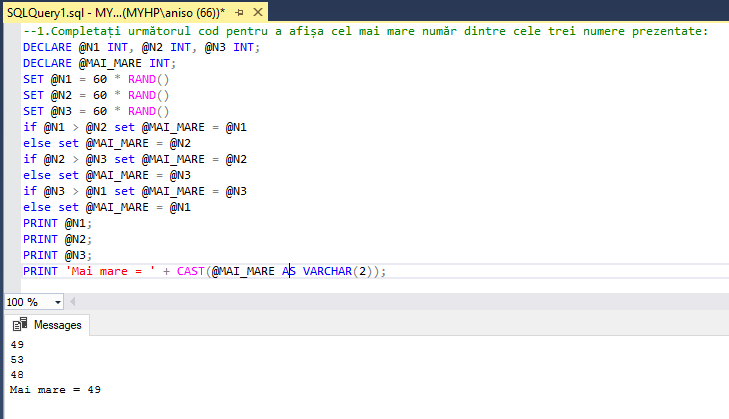 SQLQuery1.sql - MY...(MYHP\aniso (66))*
--1.Completați următorul cod pentru a afișa cel mai mare număr dintre cele trei numere prezentate:
DECLARE @N1 INT, @N2 INT, @N3 INT;
DECLARE @MAI_MARE INT;
SET @N1 = 60 * RAND()
SET @N2 = 60 * RAND()
SET @N3 = 60 * RAND()
if @N1 > @N2 set @MAI_MARE = @N1
else set @MAI_MARE = @N2
if @N2 > @N3 set @MAI_MARE = @N2
else set @MAI_MARE = @N3
if @N3 > @N1 set @MAI_MARE = @N3
else set @MAI_MARE = @N1
PRINT @N1;
PRINT @N2;
PRINT @N3;
PRINT 'Mai mare = ' + CAST(@MAI_MARE AS VARCHAR(2));
100 %
Messages
49
53
48
Mai mare = 49